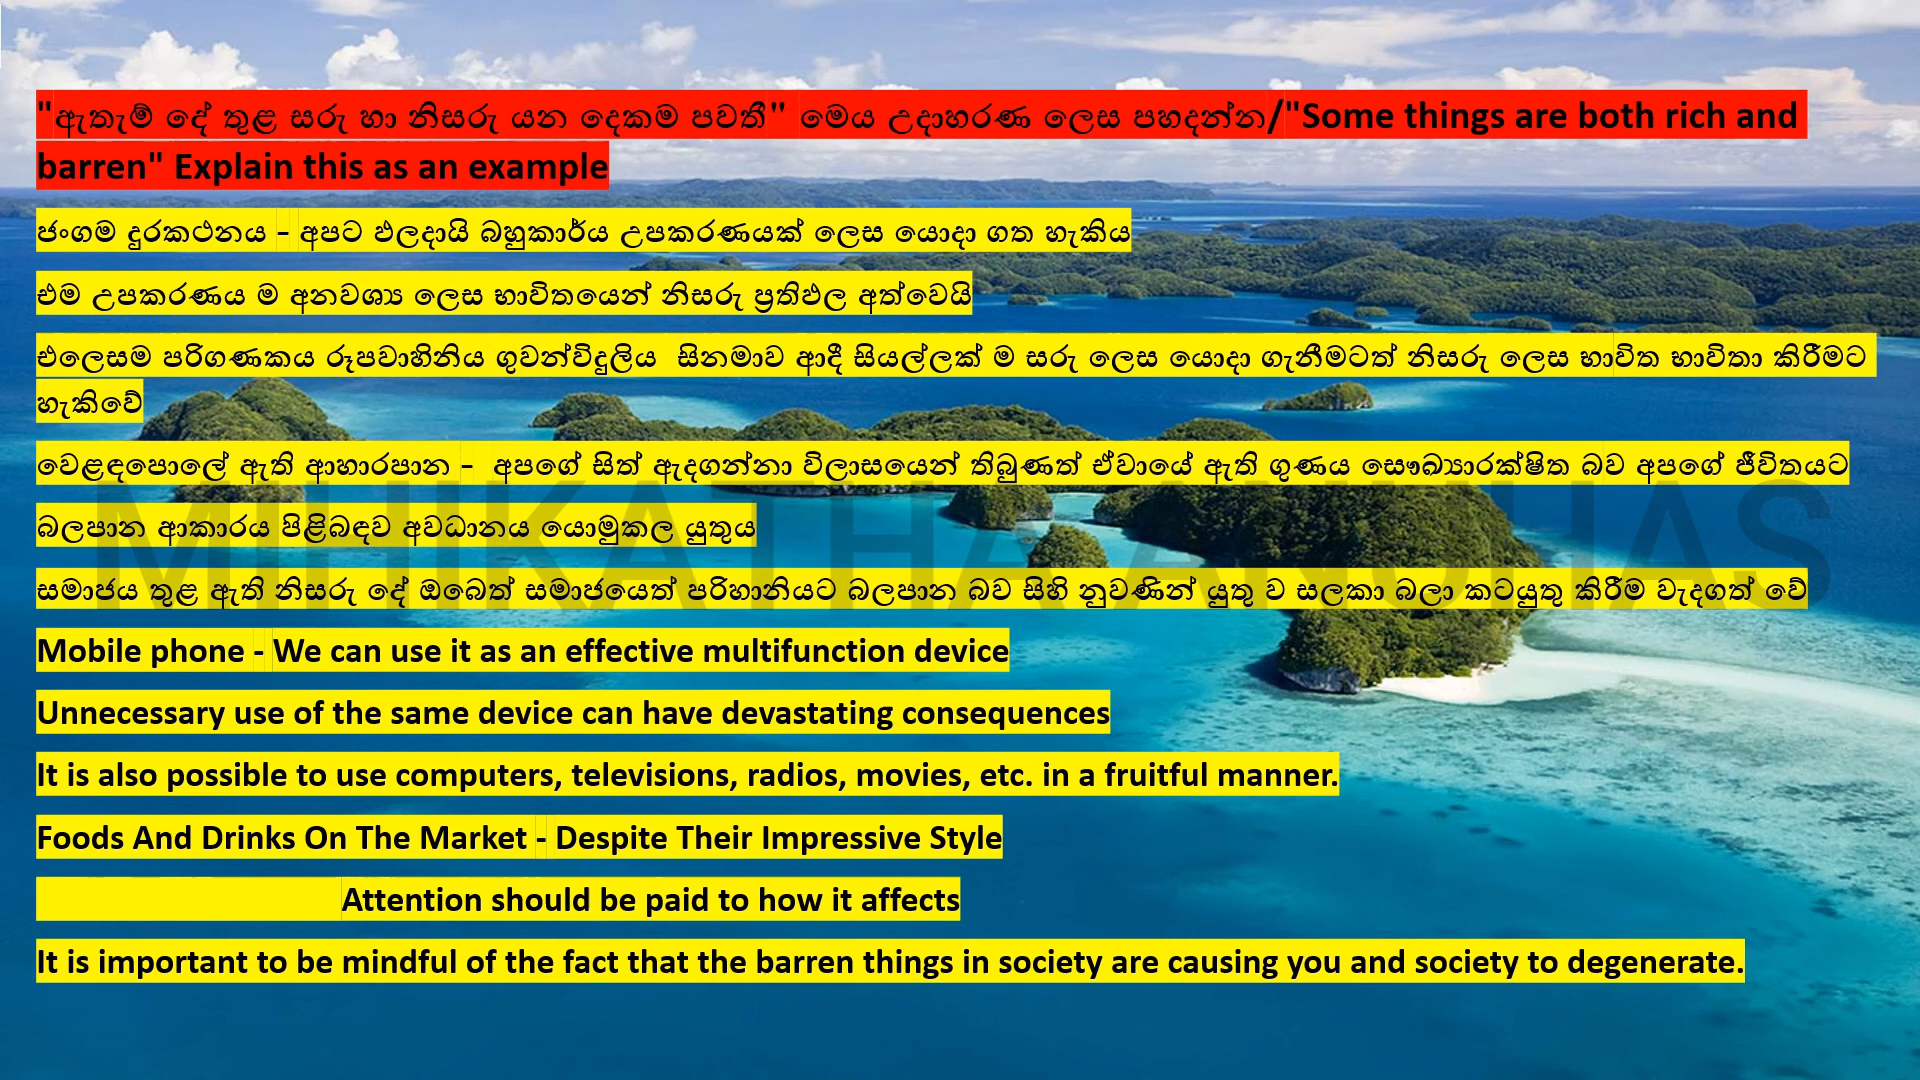 "ඇතැම් දේ තුළ සරු හා නිසරු යන දෙකම පවතී" මෙය උදාහරණ ලෙස පහදන්න/"Some things are both rich and
barren" Explain this as an example
ජංගම දුරකථනය - අපට ඵලදායි බහුකාර්ය උපකරණයක් ලෙස යොදා ගත හැකිය
එම උපකරණය ම අනවශ්‍ය ලෙස භාවිතයෙන් නිසරු ප්‍රතිඵල අත්වෙයි
එලෙසම පරිගණකය රූපවාහිනිය ගුවන්විදුලිය සිනමාව ආදී සියල්ලක් ම සරු ලෙස යොදා ගැනීමටත් නිසරු ලෙස භාවිත භාවිතා කිරීමට
හැකිවේ
වෙළඳපොලේ ඇති ආහාරපාන - අපගේ සිත් ඇදගන්නා විලාසයෙන් තිබුණත් ඒවායේ ඇති ගුණය සෞඛ්‍යාරක්ෂිත බව අපගේ ජීවිතයට
බලපාන ආකාරය පිළිබඳව අවධානය යොමුකල යුතුය
සමාජය තුළ ඇති නිසරු දේ ඔබෙත් සමාජයෙත් පරිහානියට බලපාන බව සිහි නුවණින් යුතු ව සලකා බලා කටයුතු කිරීම වැදගත් වේ
MIHIKATHA ANUHAS
Mobile phone - We can use it as an effective multifunction device
Unnecessary use of the same device can have devastating consequences
It is also possible to use computers, televisions, radios, movies, etc. in a fruitful manner.
Foods And Drinks On The Market - Despite Their Impressive Style
Attention should be paid to how it affects
It is important to be mindful of the fact that the barren things in society are causing you and society to degenerate.